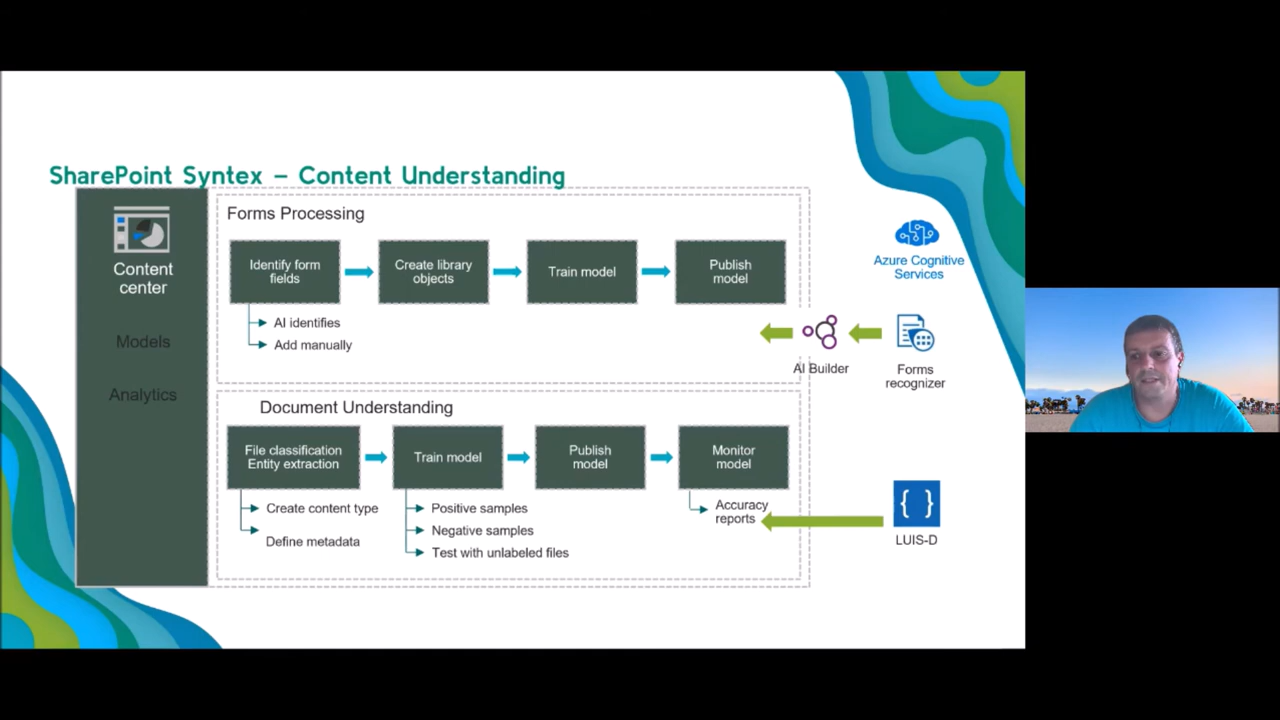 SharePoint Syntex – Content Understanding
Content
center
Models
Analytics
Forms Processing
Identify form
fields
Create library
objects
Train model
Publish
model
AI identifies
Add manually
Document Understanding
File classification
Entity extraction
Train model
Publish
model
Monitor
model
Create content type
Define metadata
Positive samples
Negative samples
Test with unlabeled files
Accuracy
reports
Azure Cognitive
Services
AI Builder
Forms
recognizer
{ }
LUIS-D